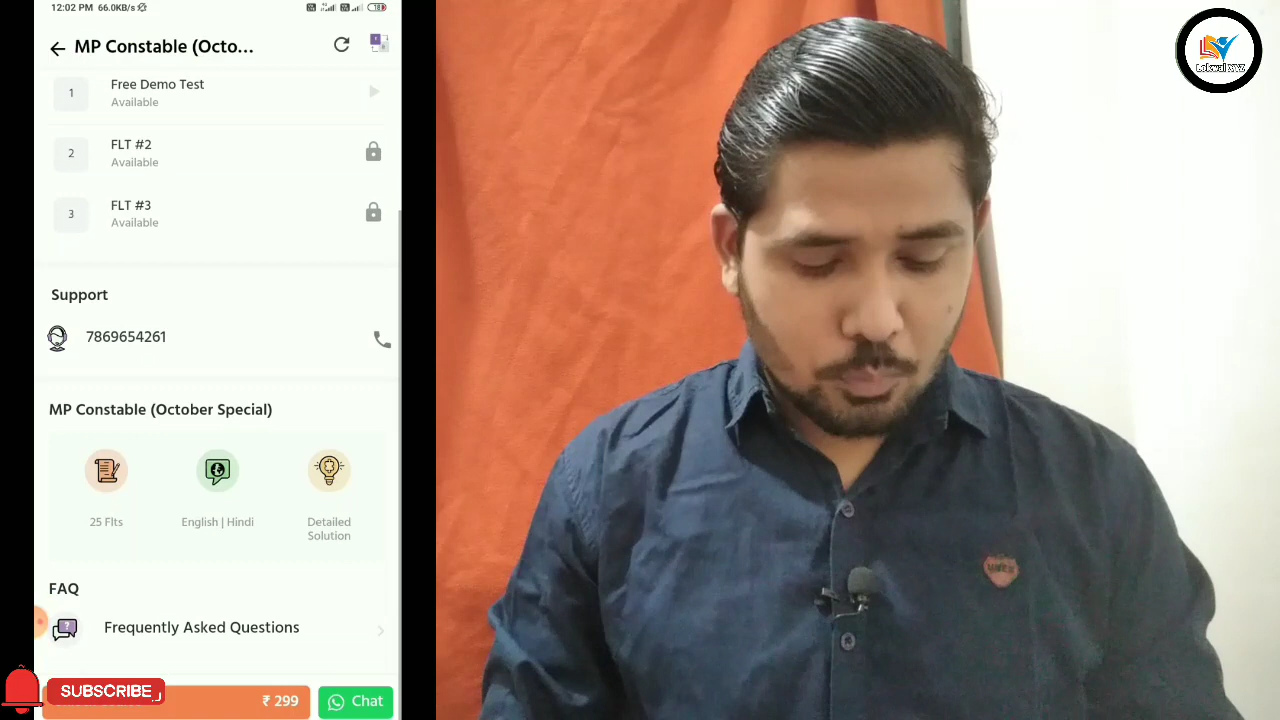 12:02 PM 66.0KB/s
MP Constable (Octo...
1
Free Demo Test
Available
2
FLT #2
Available
3
FLT #3
Available
Support
7869654261
MP Constable (October Special)
25 Flts
English | Hindi
Detailed
Solution
FAQ
Frequently Asked Questions
₹ 299
Chat
SUBSCRIBE